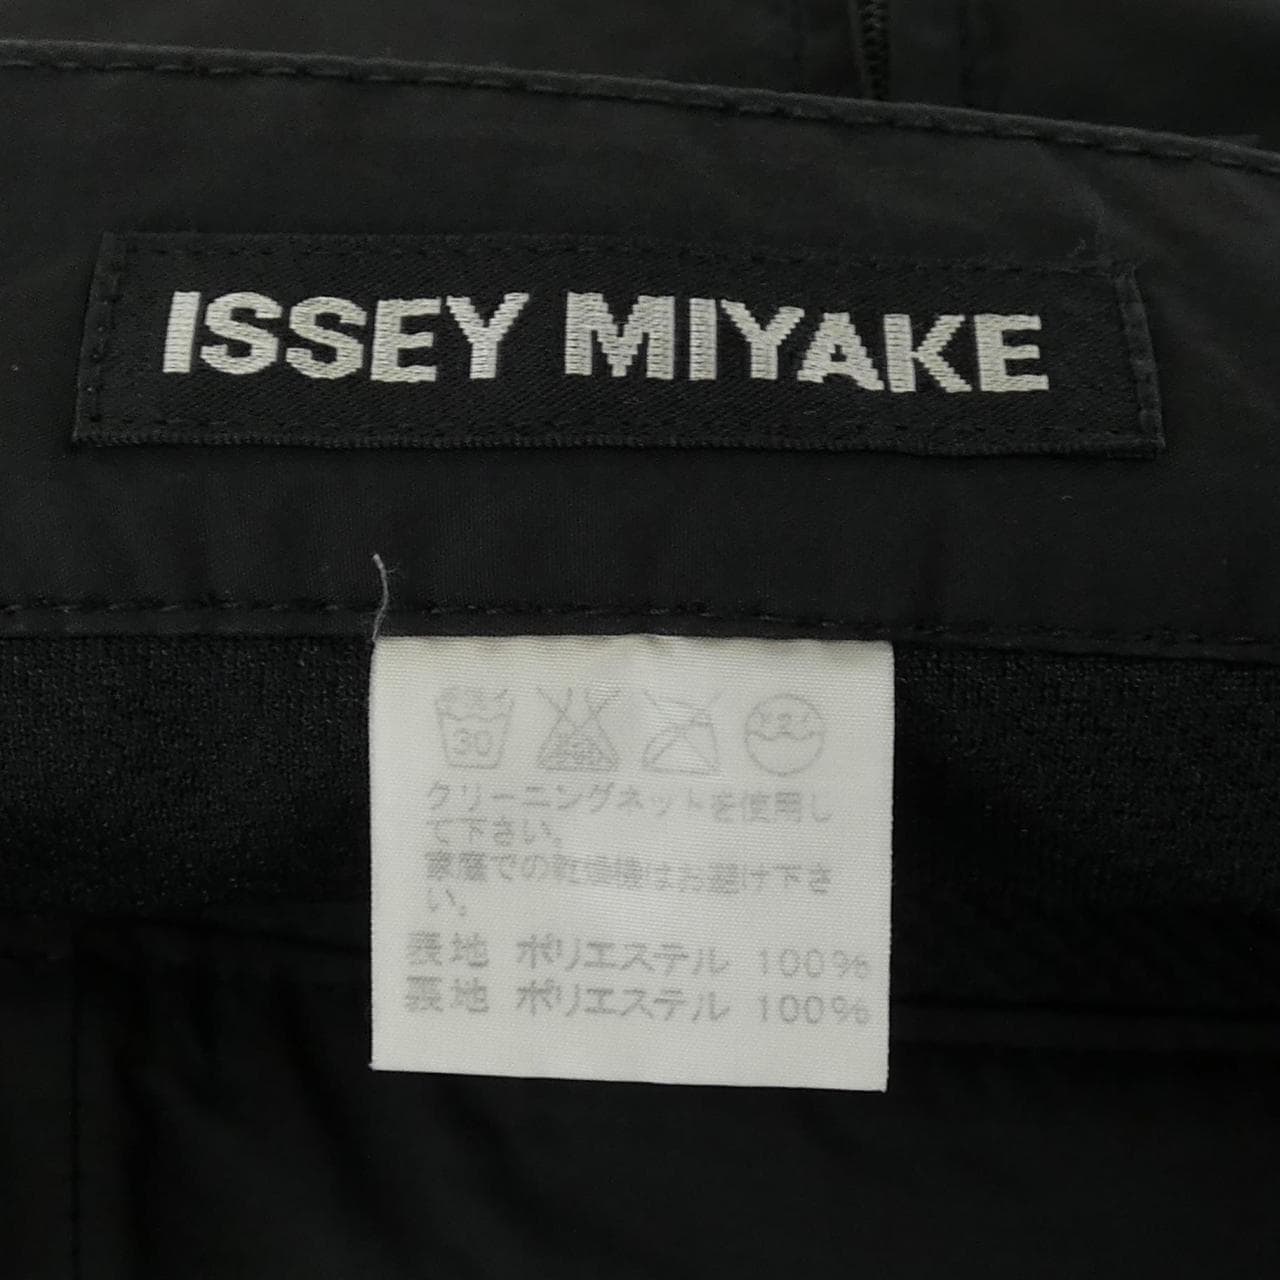 ISSEY MIYAKE
30
クリーニングネットを使用し
て下さい。
家庭での乾燥機はお避け下さ
い。
表地 ポリエステル 100%
裏地 ポリエステル 100%